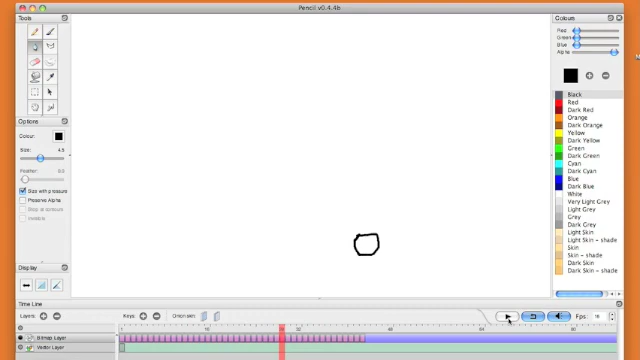 Pencil v0.4.4b
Tools
Options
Colour:
Size: 4.5
Feather: 0.0
Size with pressure
Preserve Alpha
Invisible
Display
Colours
Red
Green
Blue
Alpha
Black
Red
Dark Red
Orange
Dark Orange
Yellow
Dark Yellow
Green
Dark Green
Cyan
Dark Cyan
Blue
Dark Blue
White
Very Light Grey
Light Grey
Grey
Dark Grey
Light Skin
Light Skin - shade
Skin
Skin - shade
Dark Skin
Dark Skin - shade
Time Line
Layers:
Keys:
Onion skin:
Fps:
Bitmap Layer
Vector Layer